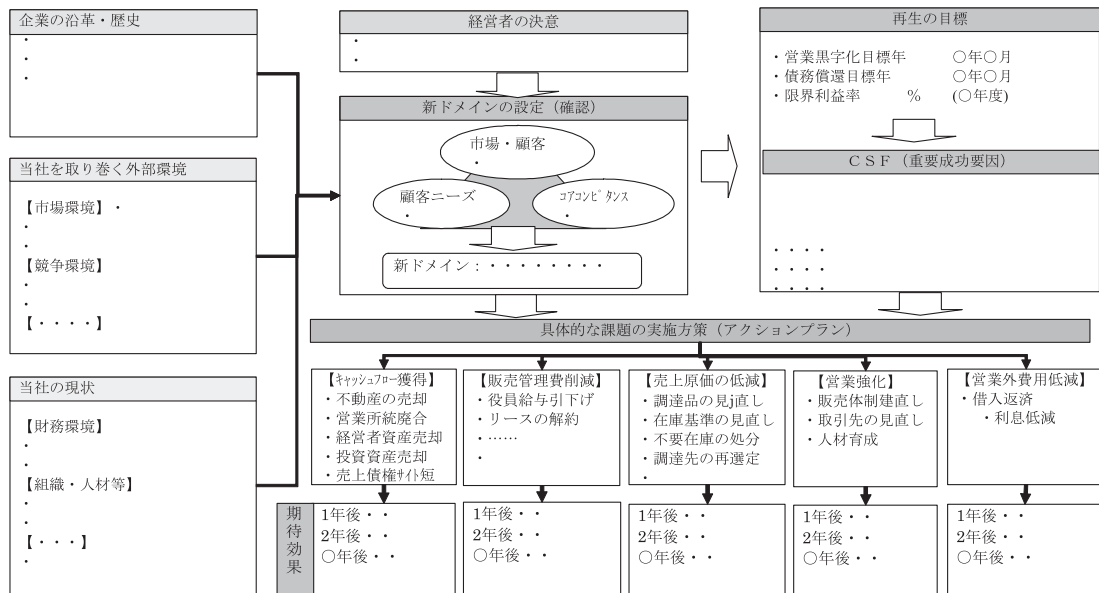 企業の沿革・歴史
・
・
・
当社を取り巻く外部環境
【市場環境】・
・
・
【競争環境】
・
・
【・・・・】
当社の現状
【財務環境】
・
・
【組織・人材等】
・
・
【・・・】
・
経営者の決意
・
・
新ドメインの設定（確認）
市場・顧客
・
顧客ニーズ
・
ｺｱｺﾝﾋﾟﾀﾝｽ
・
新ドメイン：・・・・・・・・
再生の目標
・営業黒字化目標年　○年○月
・債務償還目標年　○年○月
・限界利益率　％　(○年度)
ＣＳＦ（重要成功要因）
・・・・
・・・・
・・・・
具体的な課題の実施方策（アクションプラン）
【ｷｬｯｼｭﾌﾛｰ獲得】
・不動産の売却
・営業所統廃合
・経営者資産売却
・投資資産売却
・売上債権ｻｲﾄ短
【販売管理費削減】
・役員給与引下げ
・リースの解約
・……
・
【売上原価の低減】
・調達品の見j直し
・在庫基準の見直し
・不要在庫の処分
・調達先の再選定
・
【営業強化】
・販売体制建直し
・取引先の見直し
・人材育成
【営業外費用低減】
・借入返済
・利息低減
期待効果
1年後・・
2年後・・
○年後・・
1年後・・
2年後・・
○年後・・
1年後・・
2年後・・
○年後・・
1年後・・
2年後・・
○年後・・
1年後・・
2年後・・
○年後・・